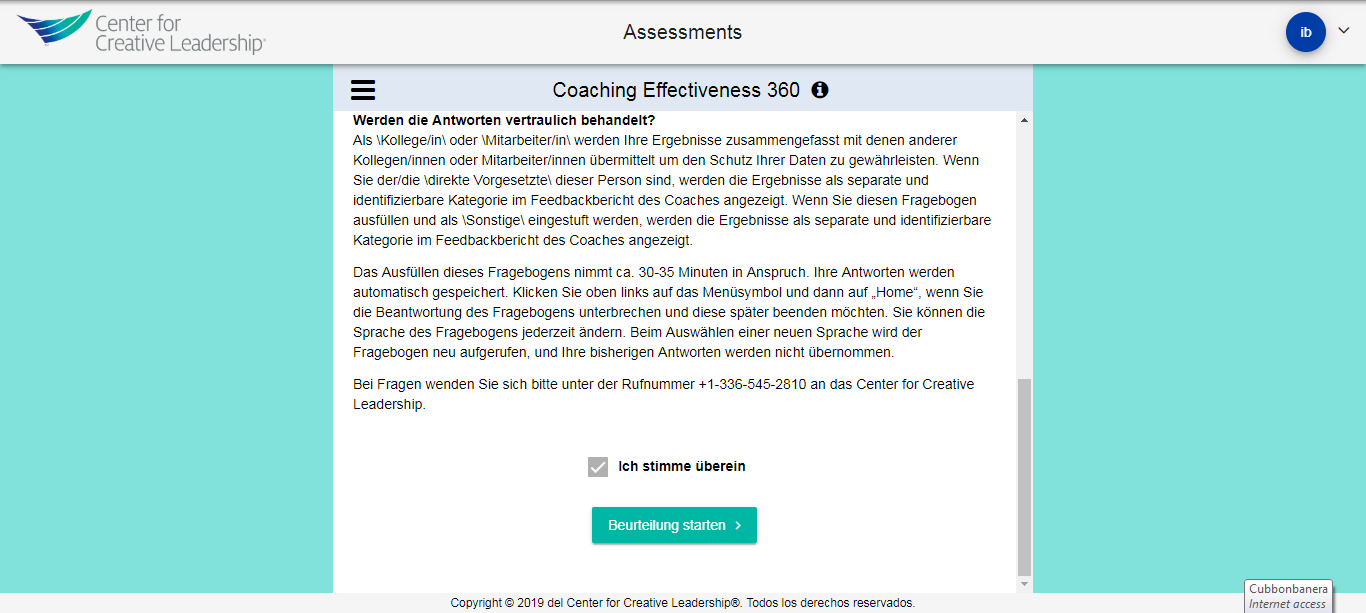 Center for
Creative Leadership®
Assessments
ib
Coaching Effectiveness 360
Werden die Antworten vertraulich behandelt?
Als \Kollege/in\ oder \Mitarbeiter/in\ werden Ihre Ergebnisse zusammengefasst mit denen anderer
Kollegen/innen oder Mitarbeiter/innen übermittelt um den Schutz Ihrer Daten zu gewährleisten. Wenn
Sie der/die \direkte Vorgesetzte\ dieser Person sind, werden die Ergebnisse als separate und
identifizierbare Kategorie im Feedbackbericht des Coaches angezeigt. Wenn Sie diesen Fragebogen
ausfüllen und als \Sonstige\ eingestuft werden, werden die Ergebnisse als separate und identifizierbare
Kategorie im Feedbackbericht des Coaches angezeigt.
Das Ausfüllen dieses Fragebogens nimmt ca. 30-35 Minuten in Anspruch. Ihre Antworten werden
automatisch gespeichert. Klicken Sie oben links auf das Menüsymbol und dann auf „Home“, wenn Sie
die Beantwortung des Fragebogens unterbrechen und diese später beenden möchten. Sie können die
Sprache des Fragebogens jederzeit ändern. Beim Auswählen einer neuen Sprache wird der
Fragebogen neu aufgerufen, und Ihre bisherigen Antworten werden nicht übernommen.
Bei Fragen wenden Sie sich bitte unter der Rufnummer +1-336-545-2810 an das Center for Creative
Leadership.
Ich stimme überein
Beurteilung starten
Cubbonbanera
Internet access
Copyright © 2019 del Center for Creative Leadership®. Todos los derechos reservados.